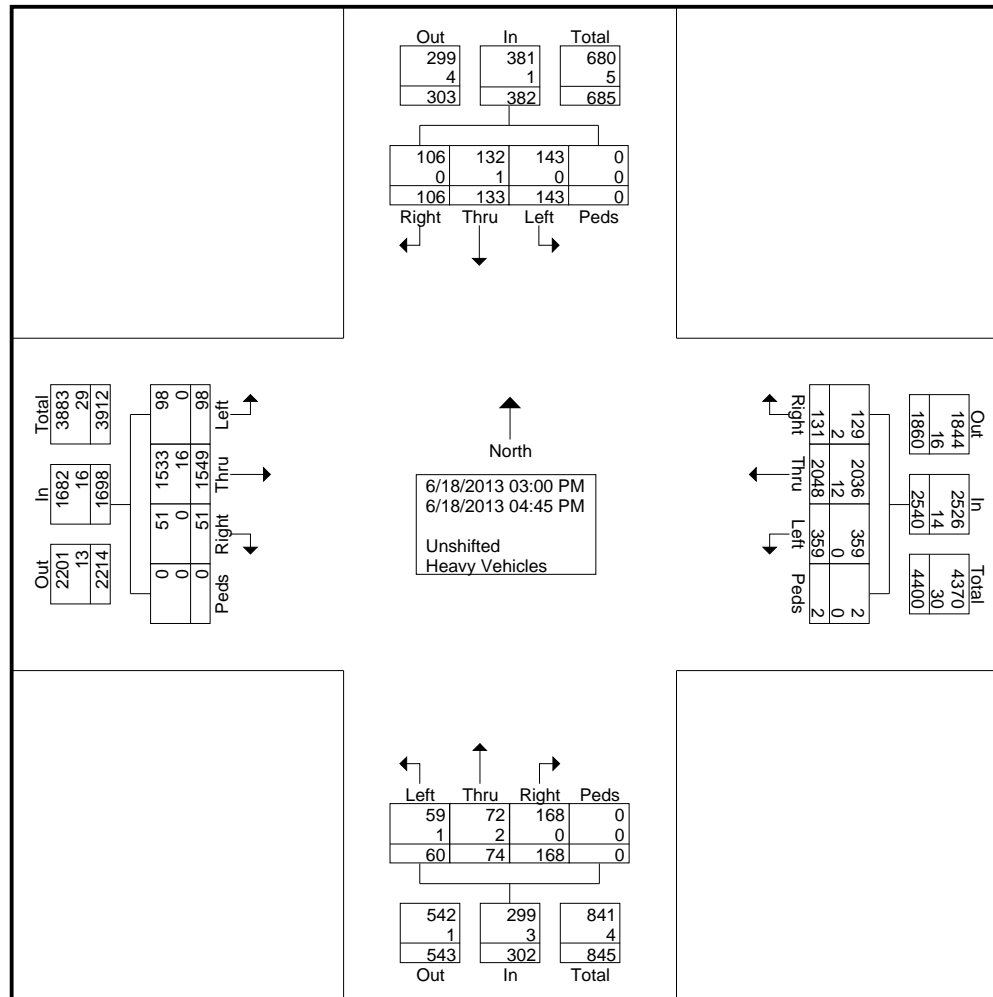 Out In Total
299 381 680
4 1 5
303 382 685
106 132 143 0
0 1 0 0
106 133 143 0
Right Thru Left Peds
Total
3883
29
3912
In
1682
16
1698
Out
2201
13
2214
98 0 98 Left
1533 16 1549 Thru
51 0 51 Right
0 0 0 Peds
North
6/18/2013 03:00 PM
6/18/2013 04:45 PM
Unshifted
Heavy Vehicles
Right 131 2 129
Thru 2048 12 2036
Left 359 0 359
Peds 2 0 2
Out
1844
16
1860
In
2526
14
2540
Total
4370
30
4400
Left Thru Right Peds
59 72 168 0
1 2 0 0
60 74 168 0
542 299 841
1 3 4
543 302 845
Out In Total